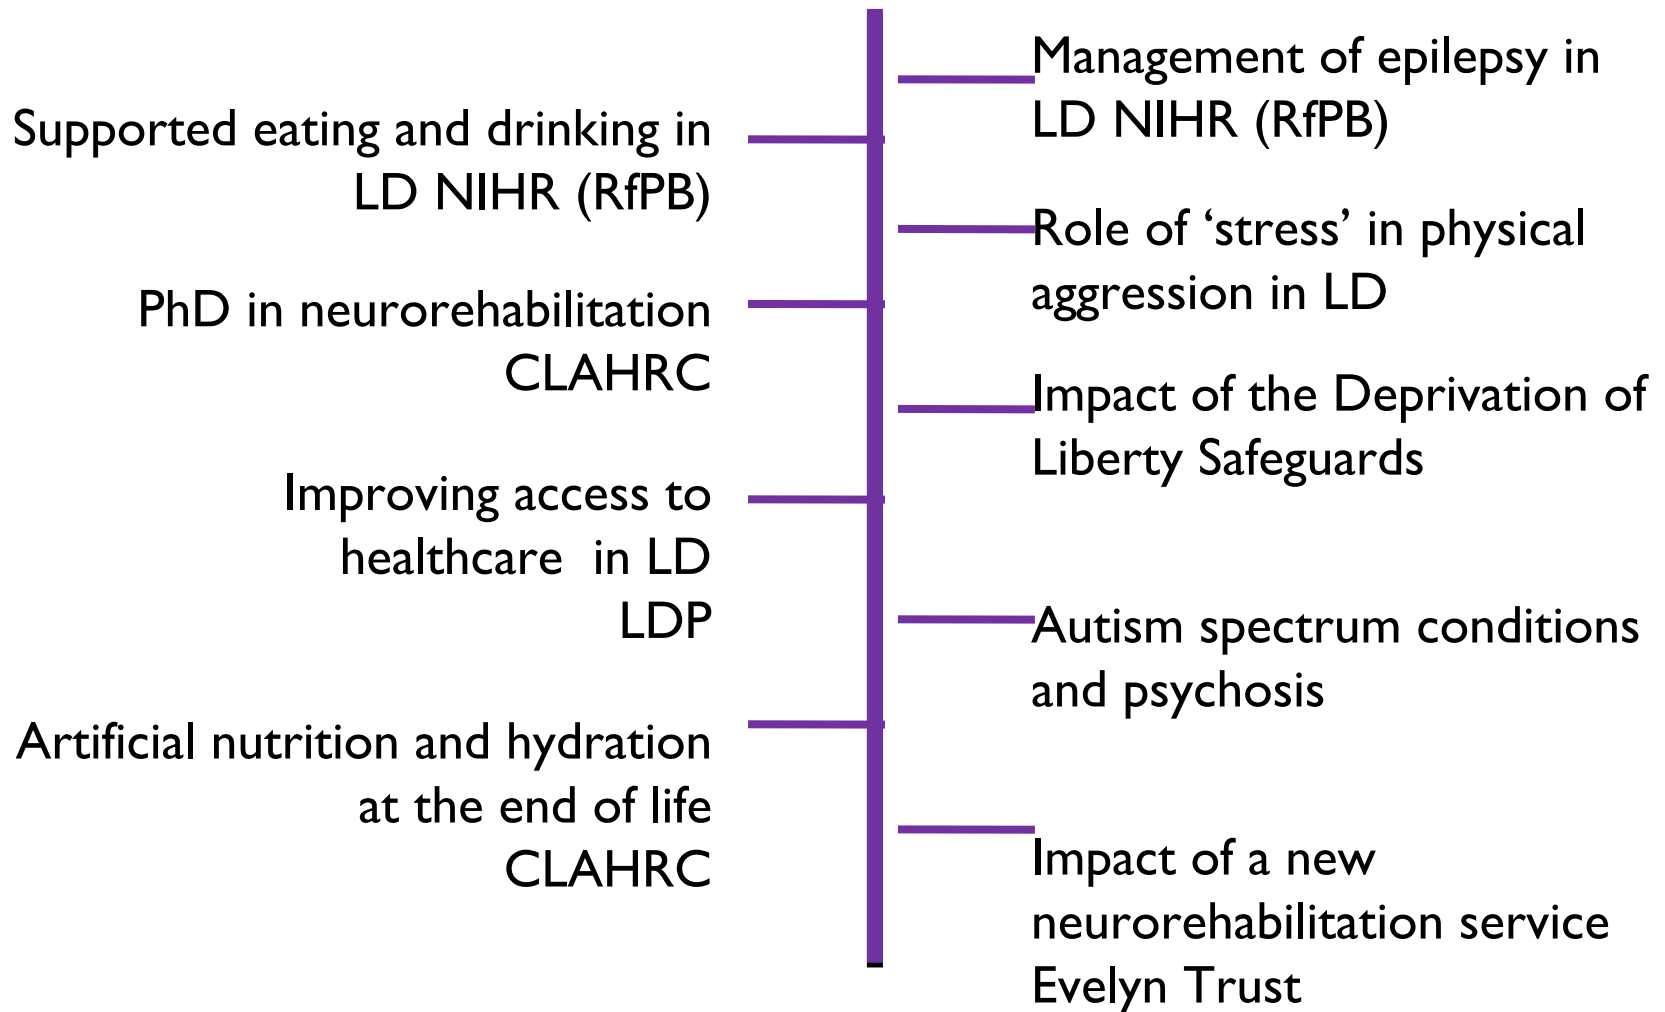 Supported eating and drinking in
LD NIHR (RfPB)
PhD in neurorehabilitation
CLAHRC
Improving access to
healthcare  in LD
LDP
Artificial nutrition and hydration
at the end of life
CLAHRC
Management of epilepsy in
LD NIHR (RfPB)
Role of ‘stress’ in physical
aggression in LD
Impact of the Deprivation of
Liberty Safeguards
Autism spectrum conditions
and psychosis
Impact of a new
neurorehabilitation service
Evelyn Trust